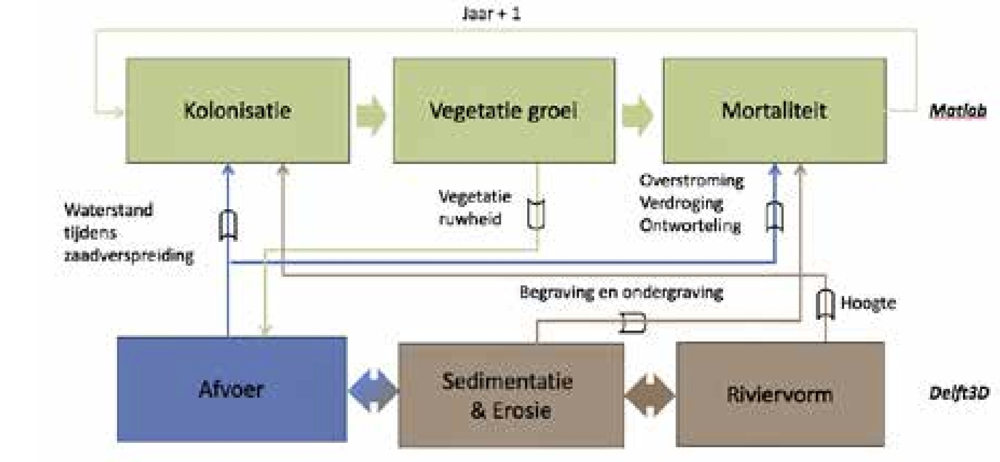 Jaar + 1
Kolonisatie
Vegetatie groei
Mortaliteit
Matlab
Waterstand
tijdens
zaadverspreiding
Vegetatie
ruwheid
Overstroming
Verdroging
Ontworteling
Begraving en ondergraving
Hoogte
Afvoer
Sedimentatie
& Erosie
Riviervorm
Delft3D